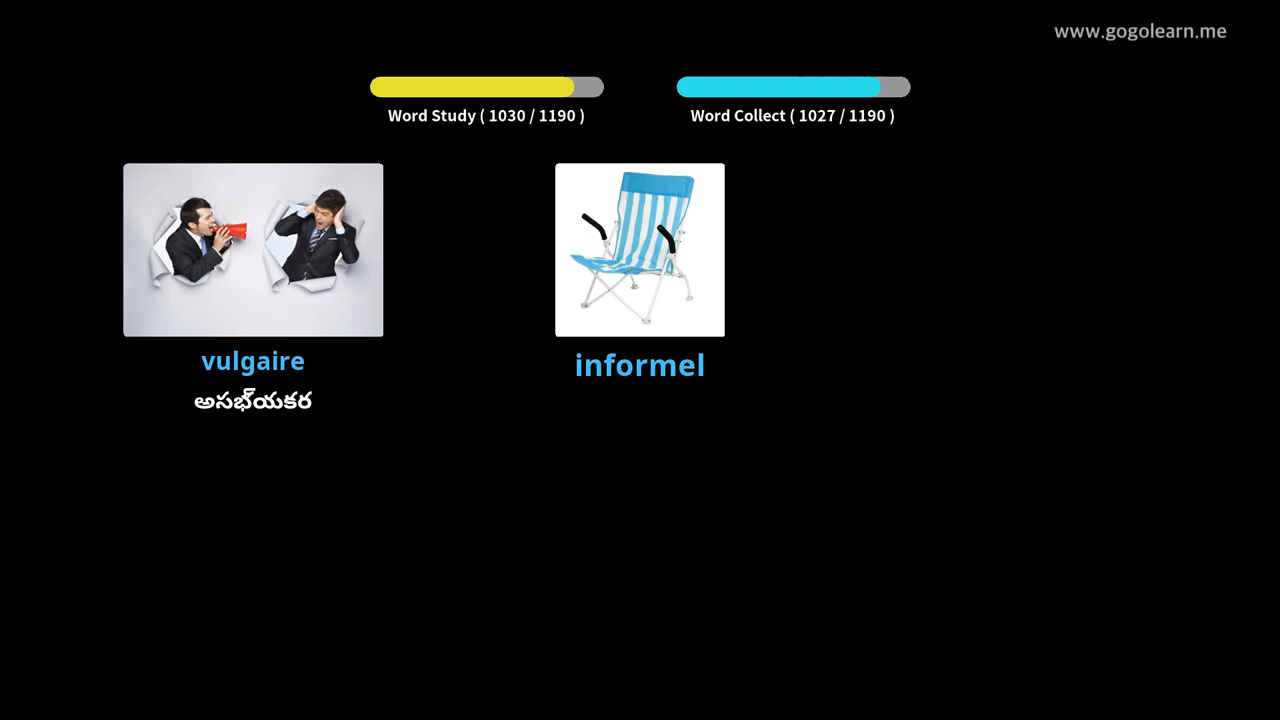 www.gogolearn.me
Word Study ( 1030 / 1190 )
Word Collect ( 1027 / 1190 )
vulgaire
informel
అసభ్యకర